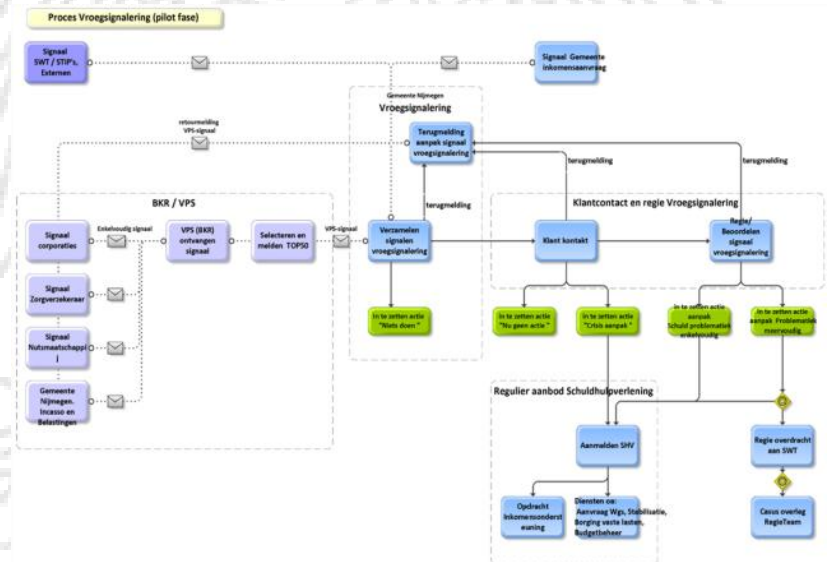 Proces Vroegsignalering (pilot fase)
Signaal
SWT / STIP's,
Externen
Signaal Gemeente
inkomensaanvraag
Gemeente Nijmegen
Vroegsignalering
retourmelding
VPS-signaal
Terugmelding
aanpak signaal
vroegsignalering
terugmelding
terugmelding
terugmelding
BKR / VPS
Klantcontact en regie Vroegsignalering
Signaal
corporaties
Enkelvoudig signaal
VPS (BKR)
ontvangen
signaal
Selecteren en
melden TOP50
VPS-signaal
Verzamelen
signalen
vroegsignalering
Klant kontakt
Regie/
Beoordelen
signaal
vroegsignalering
Signaal
Zorgverzekeraar
In te zetten actie
"Niets doen "
In te zetten actie
"Nu geen actie "
In te zetten actie
"Crisis aanpak "
In te zetten actie
aanpak
Schuld problematiek
enkelvoudig
In te zetten actie
aanpak Problematiek
meervoudig
Signaal
Nutsmaatschappi
j
Gemeente
Nijmegen.
Incasso en
Belastingen
Regulier aanbod Schuldhulpverlening
Aanmelden SHV
Regie overdracht
aan SWT
Opdracht
Inkomensonderst
euning
Diensten oa:
Aanvraag Wgs, Stabilisatie,
Borging vaste lasten,
Budgetbeheer
Casus overleg
RegieTeam